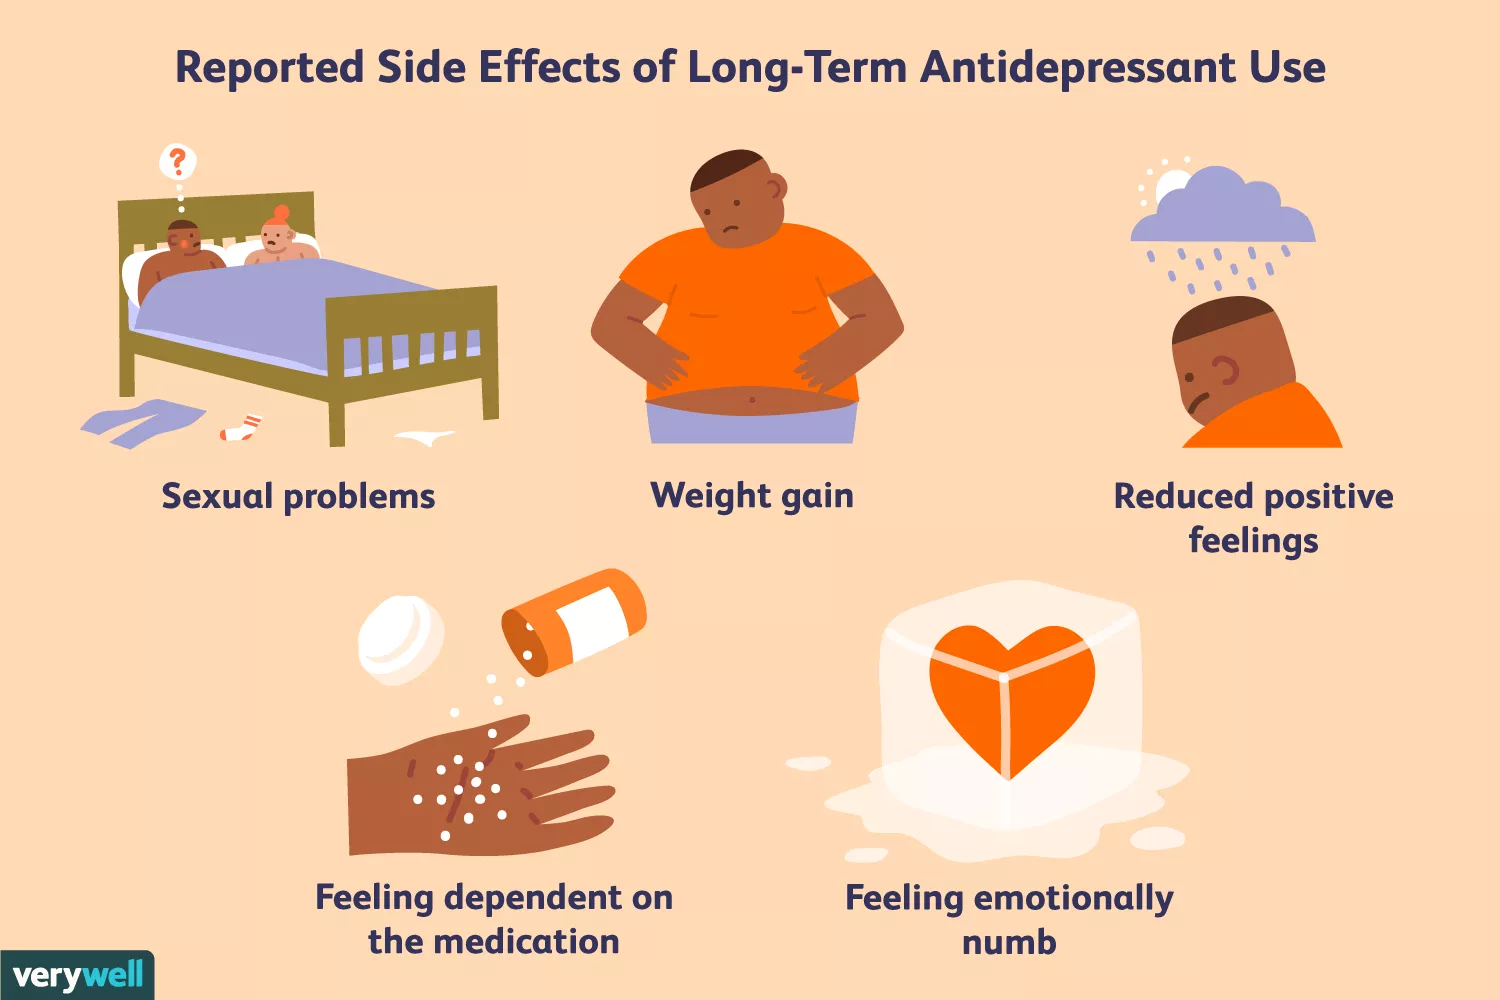 Reported Side Effects of Long-Term Antidepressant Use
?
Sexual problems
Weight gain
Reduced positive
feelings
Feeling dependent on
the medication
Feeling emotionally
numb
verywell